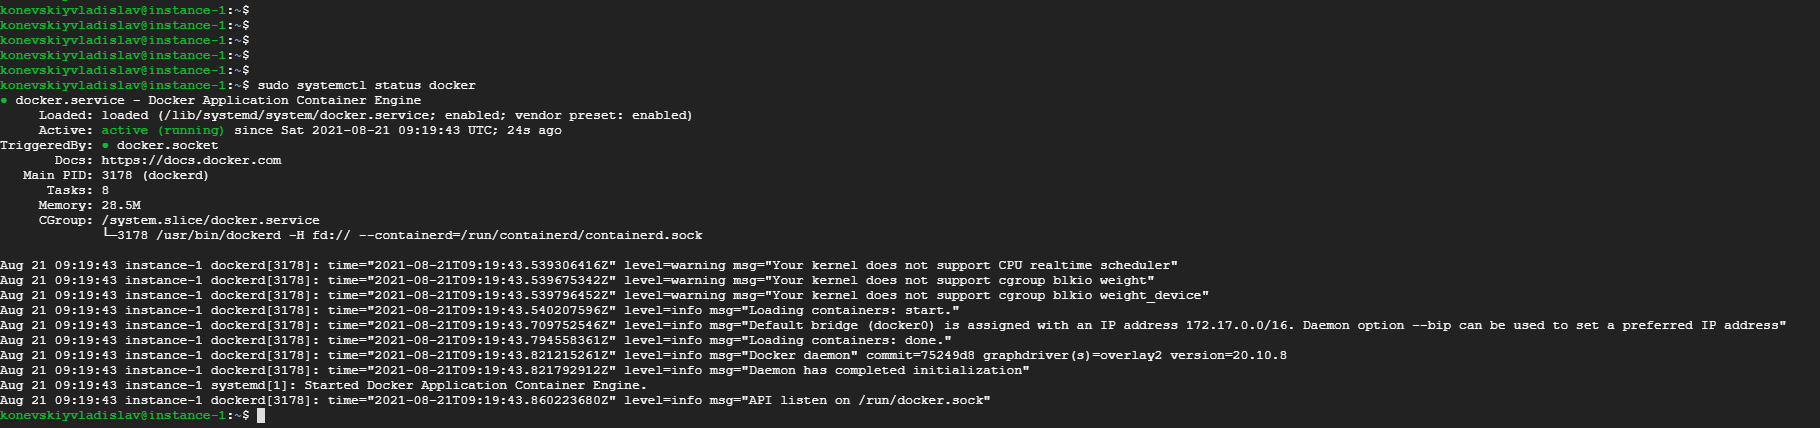 konevskiyvladislav@instance-1:~$
konevskiyvladislav@instance-1:~$
konevskiyvladislav@instance-1:~$
konevskiyvladislav@instance-1:~$
konevskiyvladislav@instance-1:~$
konevskiyvladislav@instance-1:~$ sudo systemctl status docker
● docker.service - Docker Application Container Engine
     Loaded: loaded (/lib/systemd/system/docker.service; enabled; vendor preset: enabled)
     Active: active (running) since Sat 2021-08-21 09:19:43 UTC; 24s ago
TriggeredBy: ● docker.socket
       Docs: https://docs.docker.com
   Main PID: 3178 (dockerd)
      Tasks: 8
     Memory: 28.5M
     CGroup: /system.slice/docker.service
             └─3178 /usr/bin/dockerd -H fd:// --containerd=/run/containerd/containerd.sock
Aug 21 09:19:43 instance-1 dockerd[3178]: time="2021-08-21T09:19:43.539306416Z" level=warning msg="Your kernel does not support CPU realtime scheduler"
Aug 21 09:19:43 instance-1 dockerd[3178]: time="2021-08-21T09:19:43.539675342Z" level=warning msg="Your kernel does not support cgroup blkio weight"
Aug 21 09:19:43 instance-1 dockerd[3178]: time="2021-08-21T09:19:43.539796452Z" level=warning msg="Your kernel does not support cgroup blkio weight_device"
Aug 21 09:19:43 instance-1 dockerd[3178]: time="2021-08-21T09:19:43.540207596Z" level=info msg="Loading containers: start."
Aug 21 09:19:43 instance-1 dockerd[3178]: time="2021-08-21T09:19:43.709752546Z" level=info msg="Default bridge (docker0) is assigned with an IP address 172.17.0.0/16. Daemon option --bip can be used to set a preferred IP address"
Aug 21 09:19:43 instance-1 dockerd[3178]: time="2021-08-21T09:19:43.794558361Z" level=info msg="Loading containers: done."
Aug 21 09:19:43 instance-1 dockerd[3178]: time="2021-08-21T09:19:43.821215261Z" level=info msg="Docker daemon" commit=75249d8 graphdriver(s)=overlay2 version=20.10.8
Aug 21 09:19:43 instance-1 dockerd[3178]: time="2021-08-21T09:19:43.821792912Z" level=info msg="Daemon has completed initialization"
Aug 21 09:19:43 instance-1 systemd[1]: Started Docker Application Container Engine.
Aug 21 09:19:43 instance-1 dockerd[3178]: time="2021-08-21T09:19:43.860223680Z" level=info msg="API listen on /run/docker.sock"
konevskiyvladislav@instance-1:~$